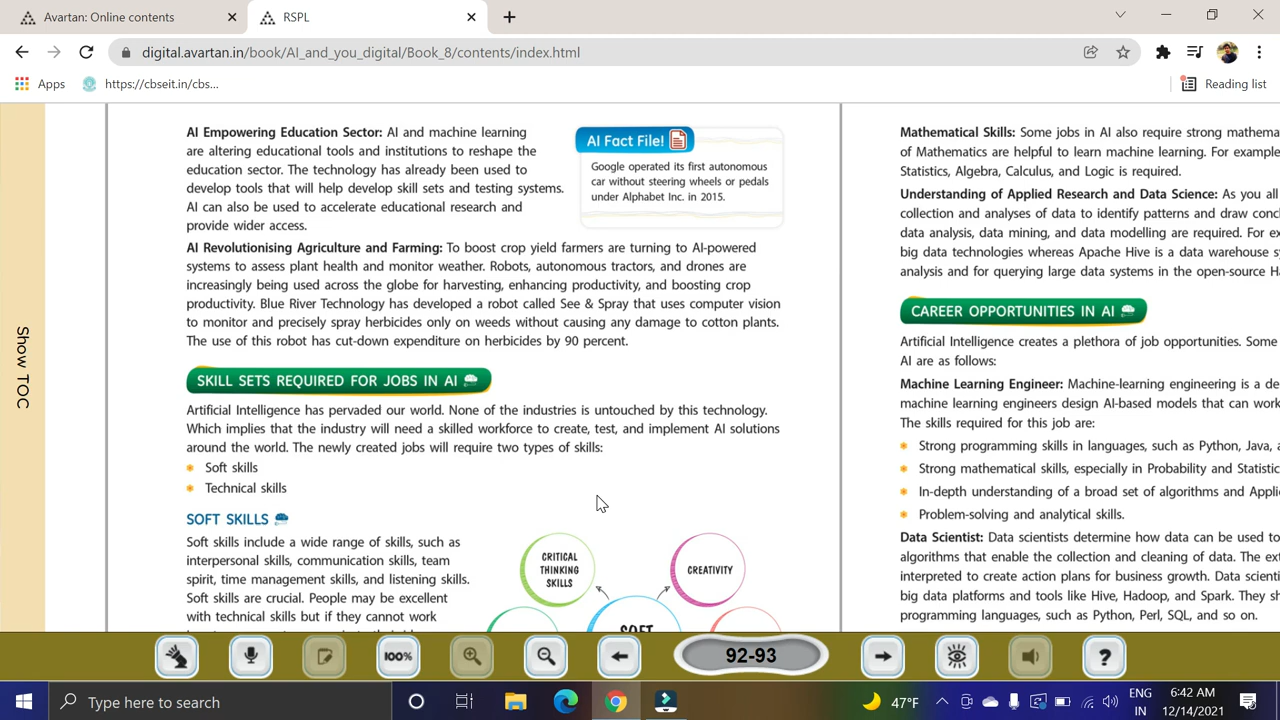 Avartan: Online contents
RSPL
digital.avartan.in/book/AI_and_you_digital/Book_8/contents/index.html
Apps
https://cbseit.in/cbs...
Reading list
Show TOC
AI Empowering Education Sector: AI and machine learning
are altering educational tools and institutions to reshape the
education sector. The technology has already been used to
develop tools that will help develop skill sets and testing systems.
AI can also be used to accelerate educational research and
provide wider access.
AI Fact File!
Google operated its first autonomous
car without steering wheels or pedals
under Alphabet Inc. in 2015.
AI Revolutionising Agriculture and Farming: To boost crop yield farmers are turning to AI-powered
systems to assess plant health and monitor weather. Robots, autonomous tractors, and drones are
increasingly being used across the globe for harvesting, enhancing productivity, and boosting crop
productivity. Blue River Technology has developed a robot called See & Spray that uses computer vision
to monitor and precisely spray herbicides only on weeds without causing any damage to cotton plants.
The use of this robot has cut-down expenditure on herbicides by 90 percent.
SKILL SETS REQUIRED FOR JOBS IN AI
Artificial Intelligence has pervaded our world. None of the industries is untouched by this technology.
Which implies that the industry will need a skilled workforce to create, test, and implement AI solutions
around the world. The newly created jobs will require two types of skills:
Soft skills
Technical skills
SOFT SKILLS
Soft skills include a wide range of skills, such as
interpersonal skills, communication skills, team
spirit, time management skills, and listening skills.
Soft skills are crucial. People may be excellent
with technical skills but if they cannot work
CRITICAL
THINKING
SKILLS
CREATIVITY
SOFT
Mathematical Skills: Some jobs in AI also require strong mathema
of Mathematics are helpful to learn machine learning. For example
Statistics, Algebra, Calculus, and Logic is required.
Understanding of Applied Research and Data Science: As you all
collection and analyses of data to identify patterns and draw conc
data analysis, data mining, and data modelling are required. For ex
big data technologies whereas Apache Hive is a data warehouse s
analysis and for querying large data systems in the open-source H
CAREER OPPORTUNITIES IN AI
Artificial Intelligence creates a plethora of job opportunities. Some
AI are as follows:
Machine Learning Engineer: Machine-learning engineering is a de
machine learning engineers design AI-based models that can work
The skills required for this job are:
Strong programming skills in languages, such as Python, Java, a
Strong mathematical skills, especially in Probability and Statistic
In-depth understanding of a broad set of algorithms and Appli
Problem-solving and analytical skills.
Data Scientist: Data scientists determine how data can be used to
algorithms that enable the collection and cleaning of data. The ext
interpreted to create action plans for business growth. Data scienti
big data platforms and tools like Hive, Hadoop, and Spark. They sh
programming languages, such as Python, Perl, SQL, and so on.
100%
92-93
?
Type here to search
47°F
ENG
IN
6:42 AM
12/14/2021